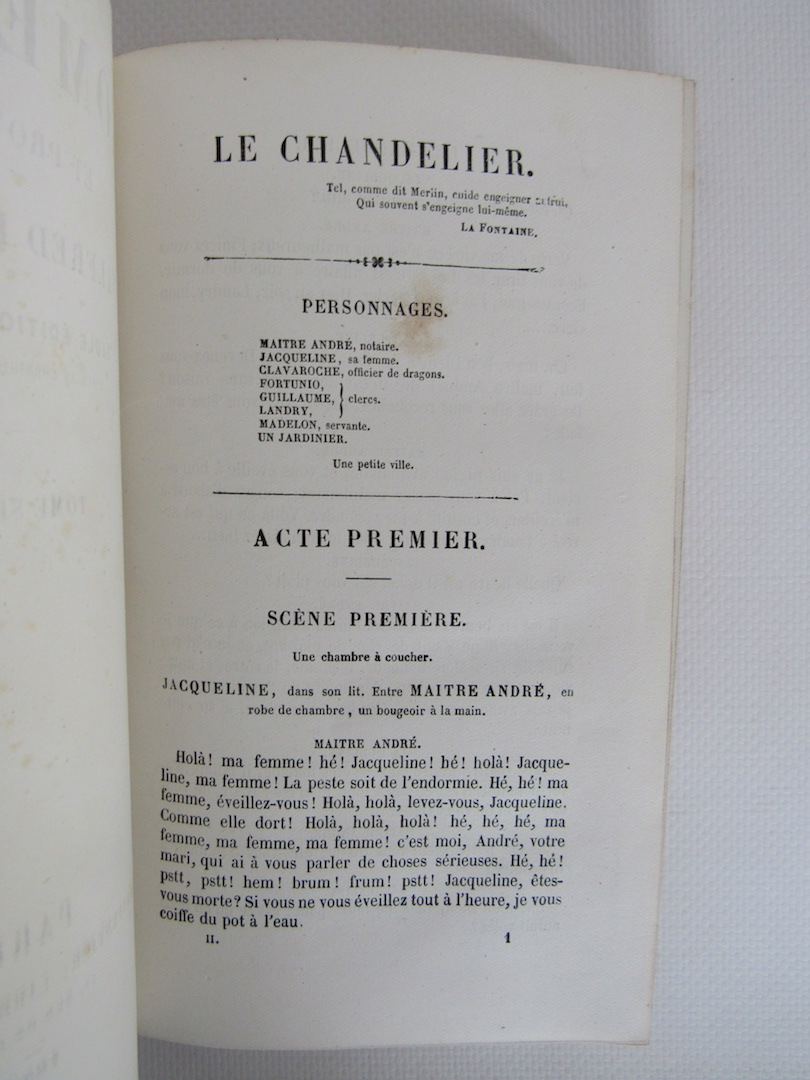 LE CHANDELIER.
Tel, comme dit Merlin, cuide engeigner autrui,
Qui souvent s'engeigne lui-même.
LA FONTAINE.
PERSONNAGES.
MAITRE ANDRÉ, notaire.
JACQUELINE, sa femme.
CLAVAROCHE, officier de dragons.
FORTUNIO,
GUILLAUME, } clercs.
LANDRY,
MADELON, servante.
UN JARDINIER.
Une petite ville.
ACTE PREMIER.
SCÈNE PREMIÈRE.
Une chambre à coucher.
JACQUELINE, dans son lit. Entre MAITRE ANDRÉ, en
robe de chambre, un bougeoir à la main.
MAITRE ANDRÉ.
Holà! ma femme! hé! Jacqueline! hé! holà! Jacque-
line, ma femme! La peste soit de l'endormie. Hé, hé! ma
femme, éveillez-vous! Holà, holà, levez-vous, Jacqueline.
Comme elle dort! Holà, holà, holà! hé, hé, hé, ma
femme, ma femme, ma femme! c'est moi, André, votre
mari, qui ai à vous parler de choses sérieuses. Hé, hé!
pstt, pstt! hem! brum! frum! pstt! Jacqueline, êtes-
vous morte? Si vous ne vous éveillez tout à l'heure, je vous
coiffe du pot à l'eau.
II. 1